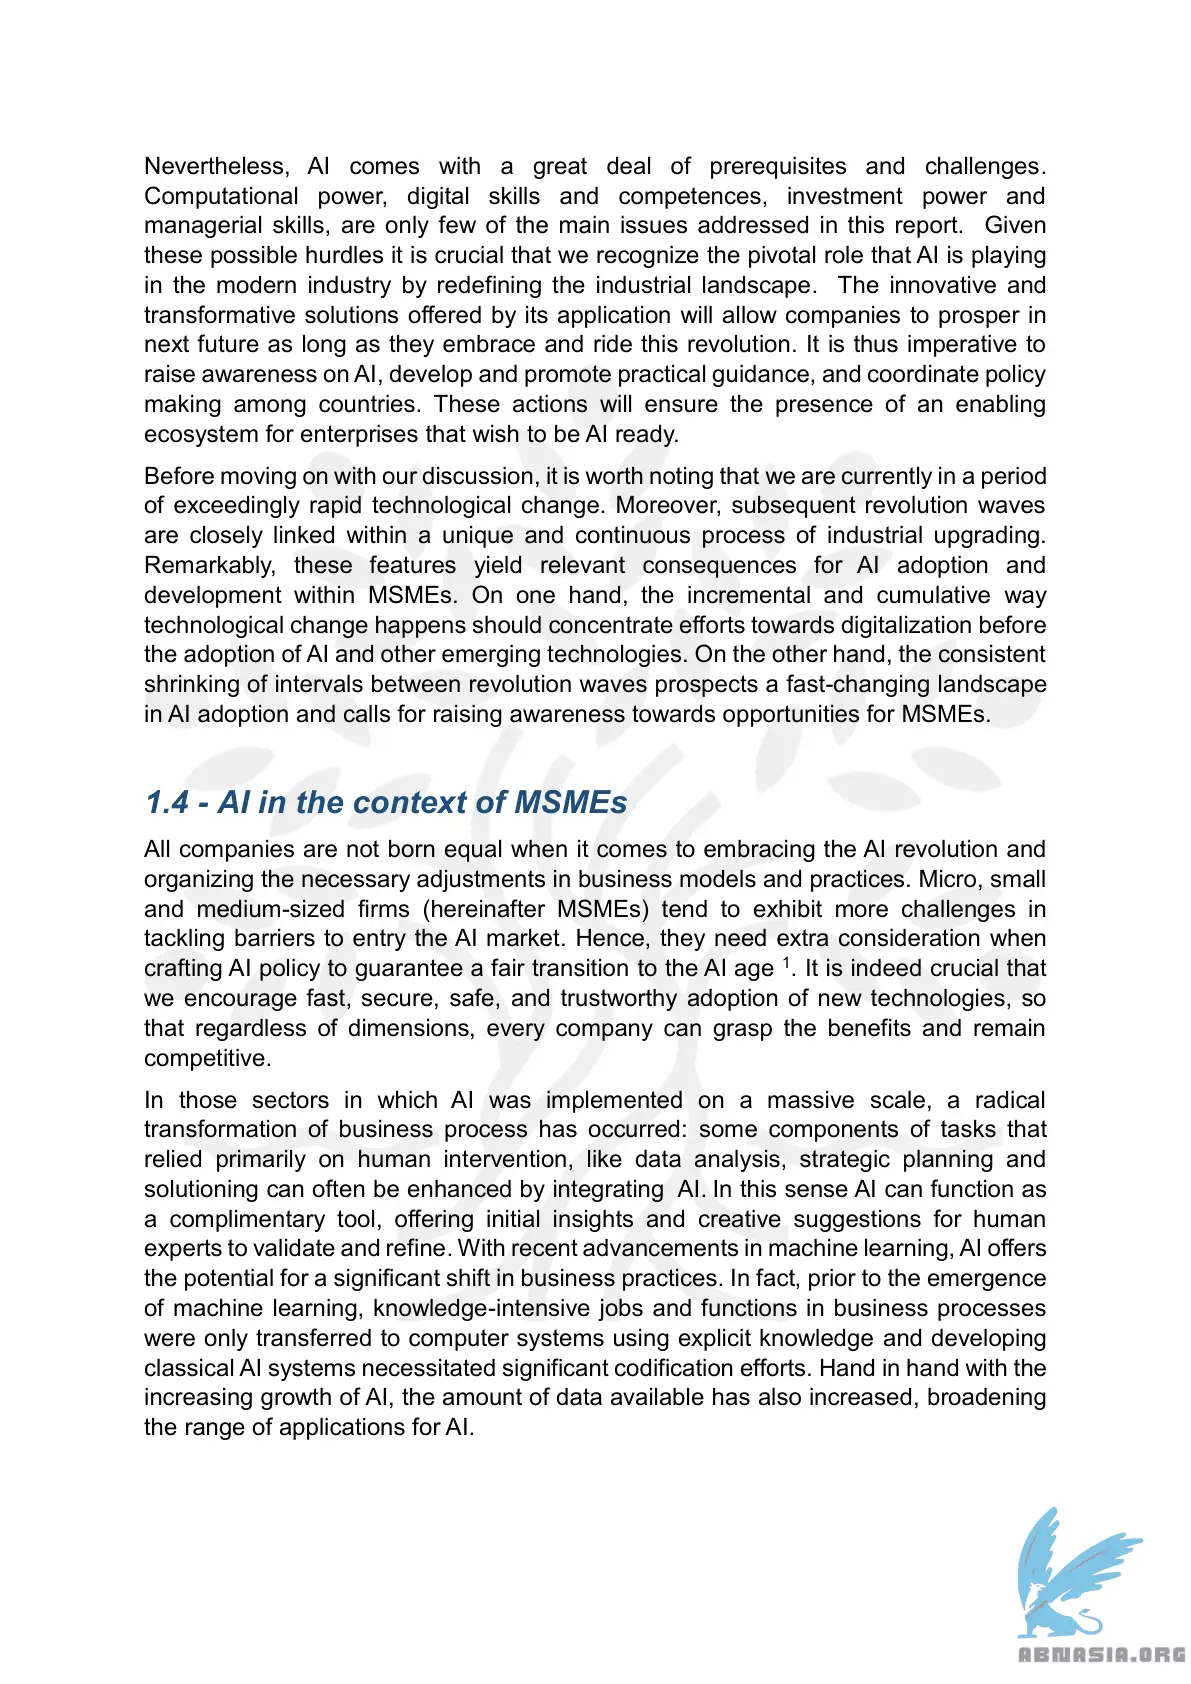 Nevertheless, AI comes with a great deal of prerequisites and challenges.
Computational power, digital skills and competences, investment power and
managerial skills, are only few of the main issues addressed in this report.  Given
these possible hurdles it is crucial that we recognize the pivotal role that AI is playing
in the modern industry by redefining the industrial landscape.  The innovative and
transformative solutions offered by its application will allow companies to prosper in
next future as long as they embrace and ride this revolution. It is thus imperative to
raise awareness on AI, develop and promote practical guidance, and coordinate policy
making among countries. These actions will ensure the presence of an enabling
ecosystem for enterprises that wish to be AI ready.
Before moving on with our discussion, it is worth noting that we are currently in a period
of exceedingly rapid technological change. Moreover, subsequent revolution waves
are closely linked within a unique and continuous process of industrial upgrading.
Remarkably, these features yield relevant consequences for AI adoption and
development within MSMEs. On one hand, the incremental and cumulative way
technological change happens should concentrate efforts towards digitalization before
the adoption of AI and other emerging technologies. On the other hand, the consistent
shrinking of intervals between revolution waves prospects a fast-changing landscape
in AI adoption and calls for raising awareness towards opportunities for MSMEs.
1.4 - AI in the context of MSMEs
All companies are not born equal when it comes to embracing the AI revolution and
organizing the necessary adjustments in business models and practices. Micro, small
and medium-sized firms (hereinafter MSMEs) tend to exhibit more challenges in
tackling barriers to entry the AI market. Hence, they need extra consideration when
crafting AI policy to guarantee a fair transition to the AI age ¹. It is indeed crucial that
we encourage fast, secure, safe, and trustworthy adoption of new technologies, so
that regardless of dimensions, every company can grasp the benefits and remain
competitive.
In those sectors in which AI was implemented on a massive scale, a radical
transformation of business process has occurred: some components of tasks that
relied primarily on human intervention, like data analysis, strategic planning and
solutioning can often be enhanced by integrating  AI. In this sense AI can function as
a complimentary tool, offering initial insights and creative suggestions for human
experts to validate and refine. With recent advancements in machine learning, AI offers
the potential for a significant shift in business practices. In fact, prior to the emergence
of machine learning, knowledge-intensive jobs and functions in business processes
were only transferred to computer systems using explicit knowledge and developing
classical AI systems necessitated significant codification efforts. Hand in hand with the
increasing growth of AI, the amount of data available has also increased, broadening
the range of applications for AI.
ABNASIA.ORG